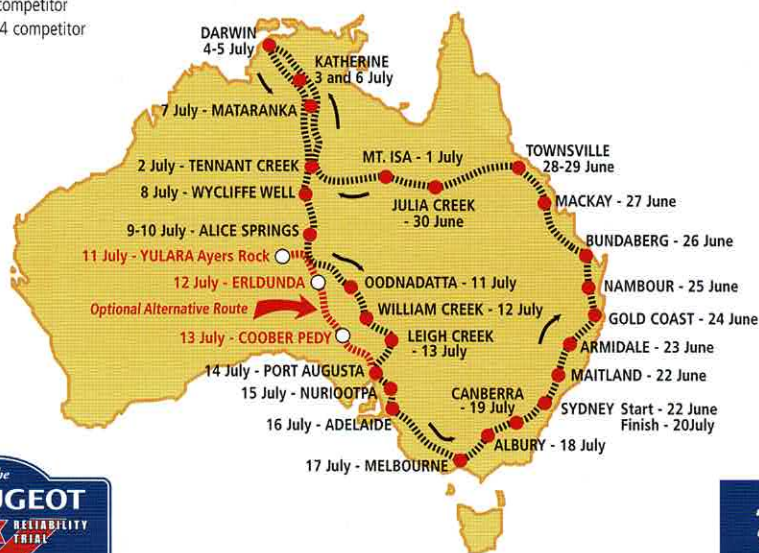 competitor
4 competitor
DARWIN
4-5 July
KATHERINE
3 and 6 July
7 July - MATARANKA
2 July - TENNANT CREEK
MT. ISA - 1 July
TOWNSVILLE
28-29 June
8 July - WYCLIFFE WELL
JULIA CREEK
- 30 June
MACKAY - 27 June
9-10 July - ALICE SPRINGS
BUNDABERG - 26 June
11 July - YULARA Ayers Rock
12 July - ERLDUNDA
OODNADATTA - 11 July
NAMBOUR - 25 June
Optional Alternative Route
WILLIAM CREEK - 12 July
GOLD COAST - 24 June
13 July - COOBER PEDY
LEIGH CREEK
- 13 July
ARMIDALE - 23 June
14 July - PORT AUGUSTA
MAITLAND - 22 June
15 July - NURIOOTPA
CANBERRA
- 19 July
SYDNEY Start - 22 June
Finish - 20July
16 July - ADELAIDE
ALBURY - 18 July
17 July - MELBOURNE
he
UGEOT
RELIABILITY
TRIAL